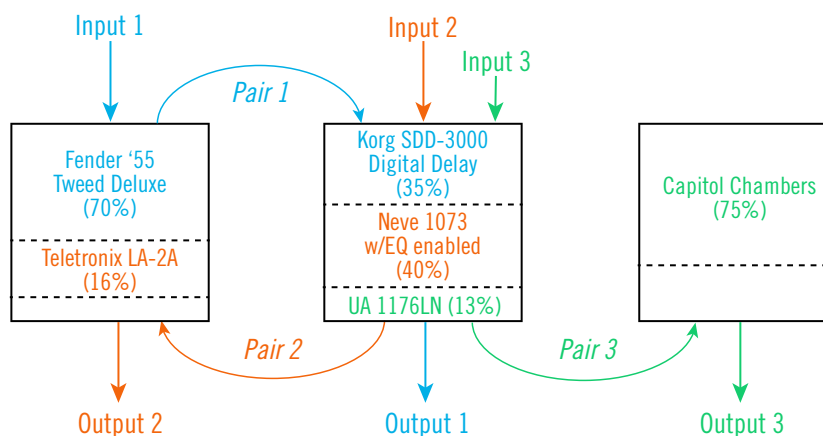 Input 1
Input 2
Input 3
Pair 1
Fender ‘55
Tweed Deluxe
(70%)
Teletronix LA-2A
(16%)
Korg SDD-3000
Digital Delay
(35%)
Neve 1073
w/EQ enabled
(40%)
UA 1176LN (13%)
Capitol Chambers
(75%)
Pair 2
Pair 3
Output 2
Output 1
Output 3